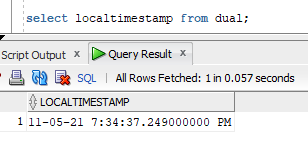 select localtimestamp from dual;
Script Output x Query Result x
SQL | All Rows Fetched: 1 in 0.057 seconds
LOCALTIMESTAMP
1 11-05-21 7:34:37.249000000 PM